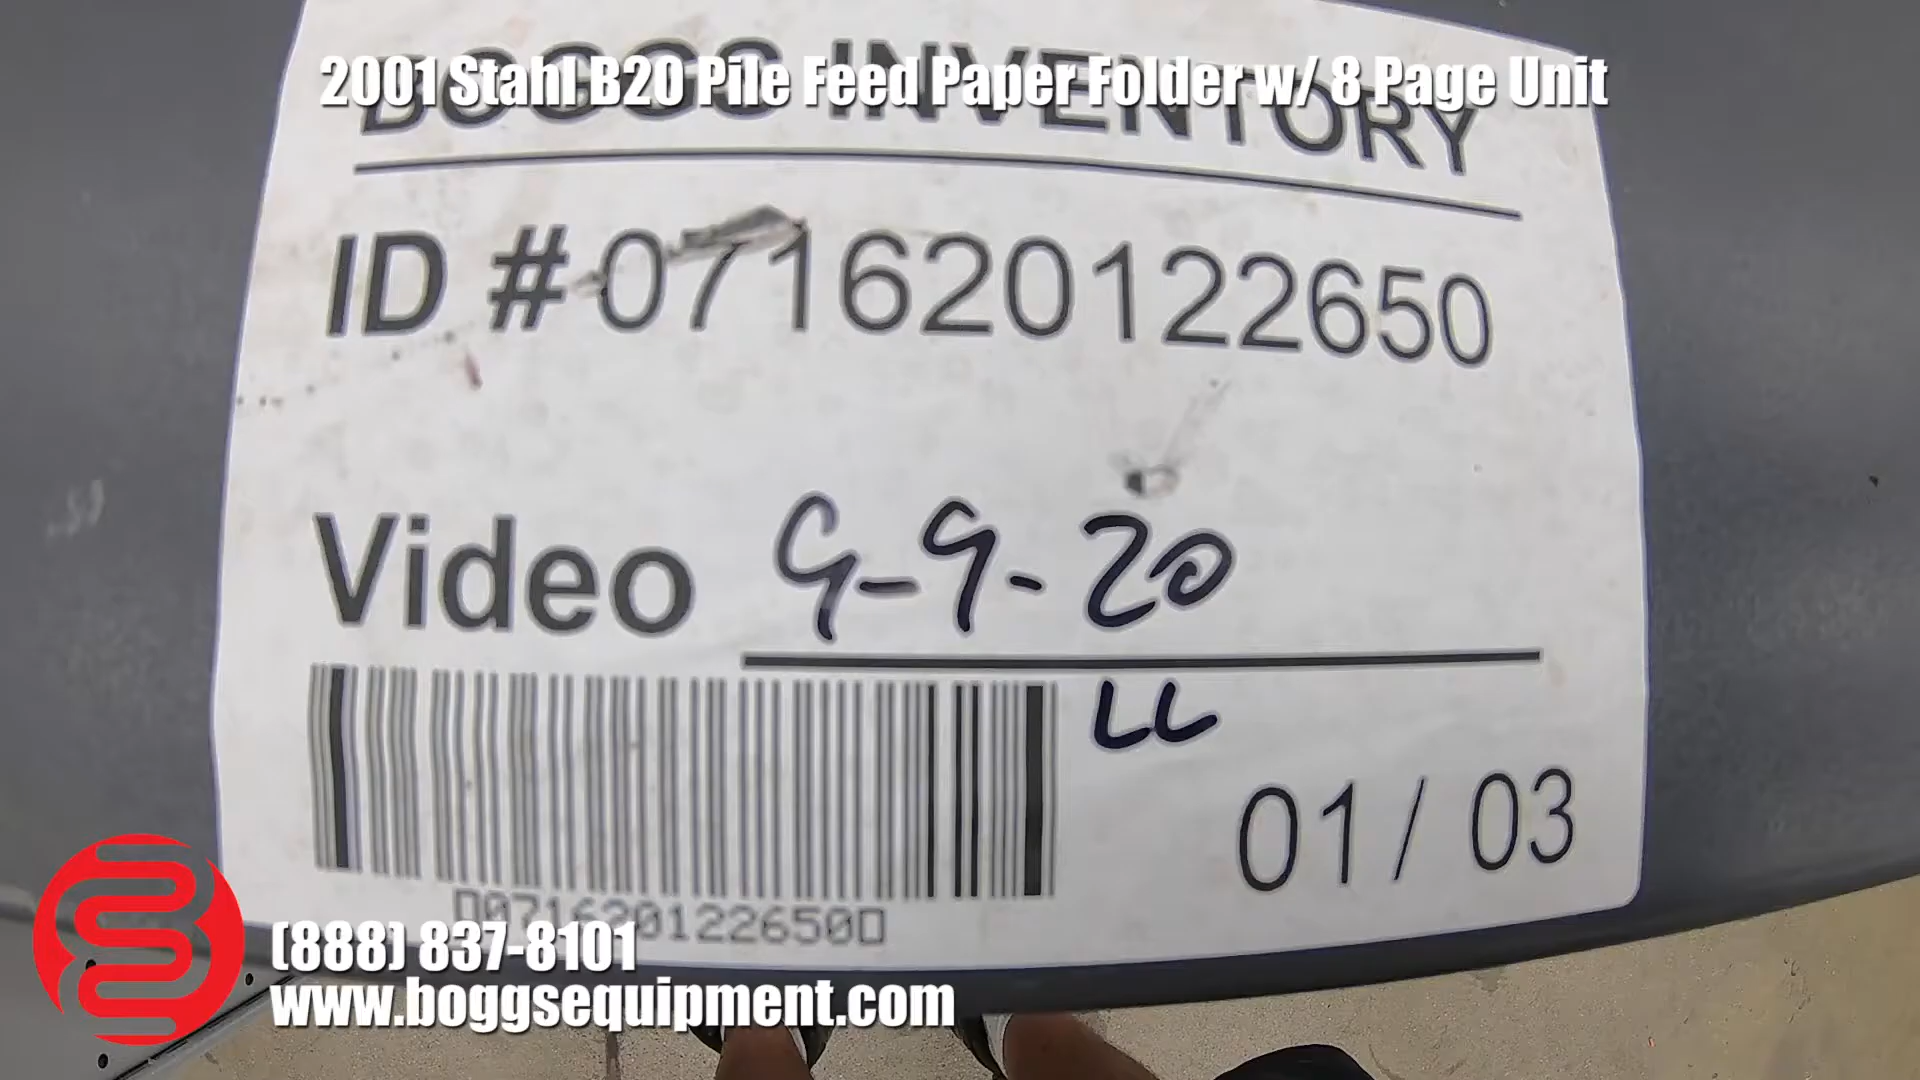 2001 Stahl B20 Pile Feed Paper Folder w/ 8 Page Unit
BOGGS INVENTORY
ID #071620122650
Video 9-9-20
LL
01 / 03
071620122650
(888) 837-8101
www.boggsequipment.com